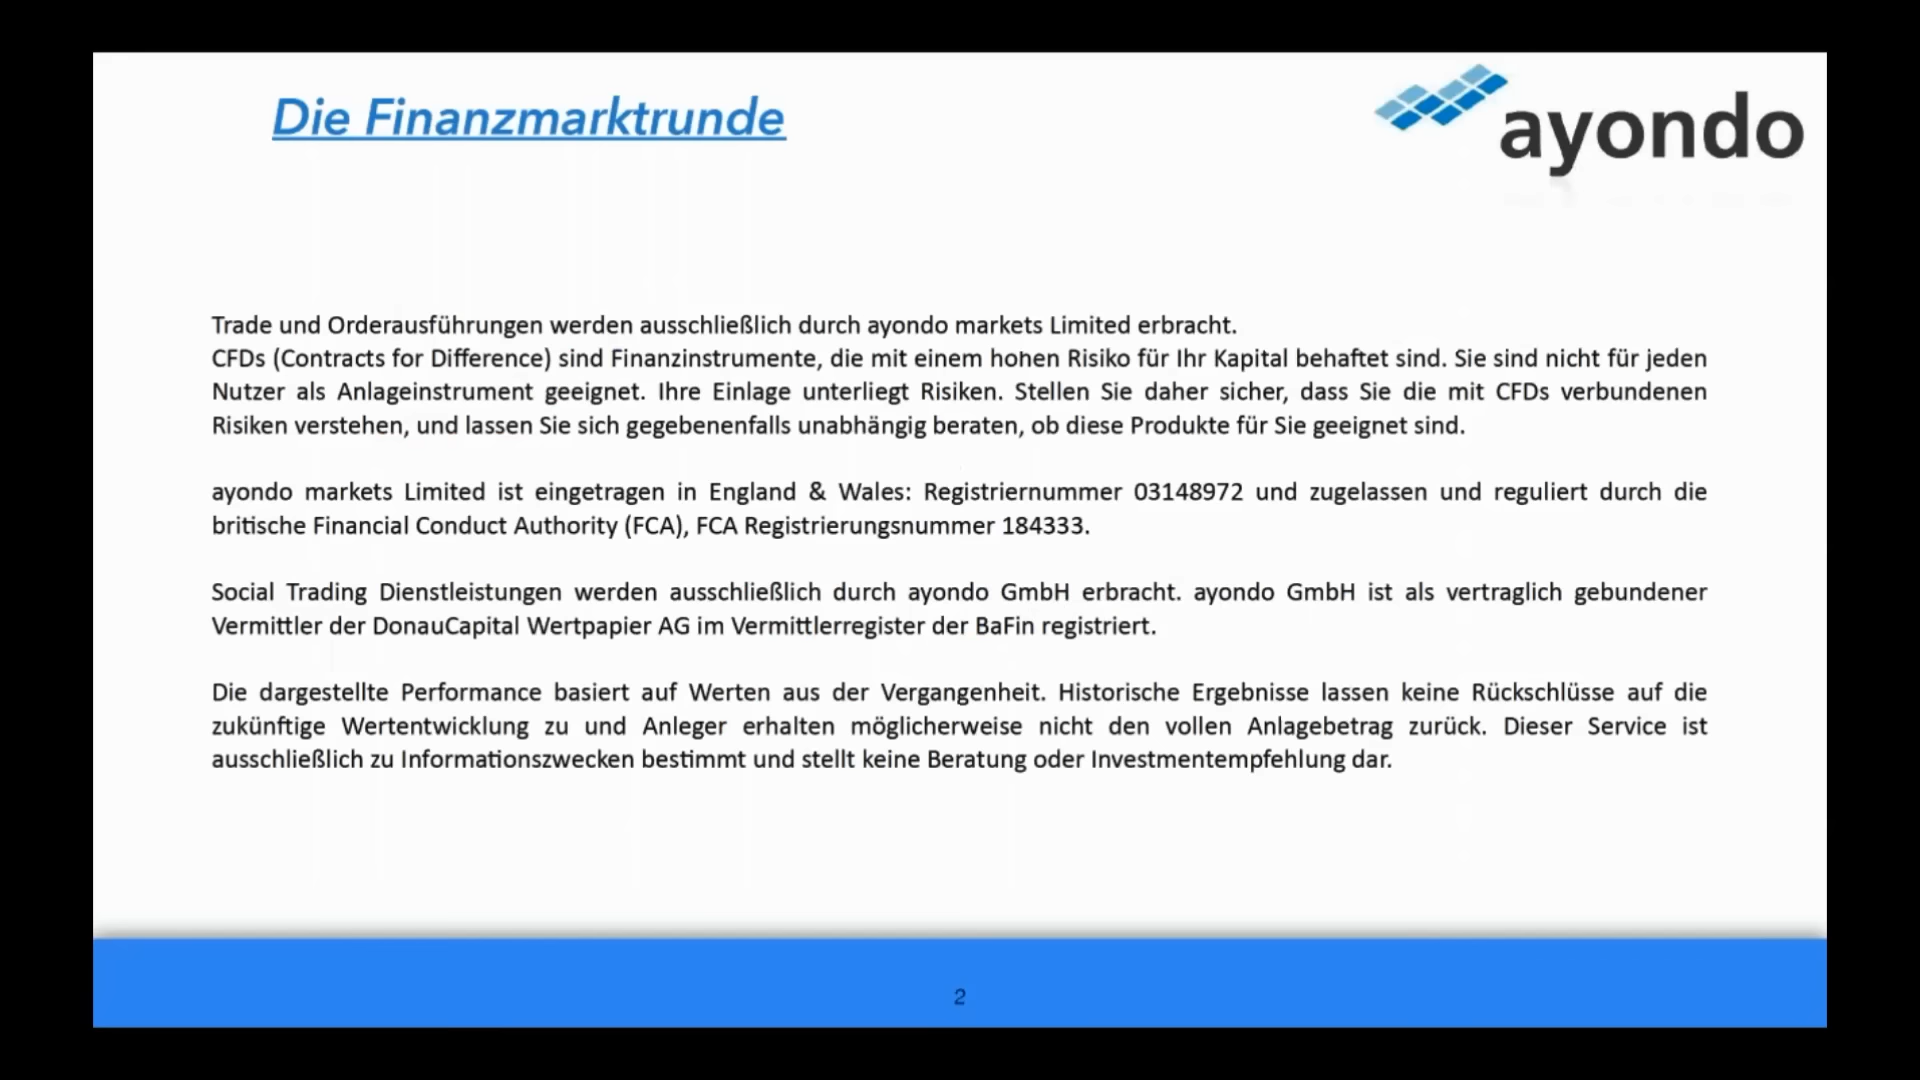 Die Finanzmarktrunde
ayondo
Trade und Orderausführungen werden ausschließlich durch ayondo markets Limited erbracht.
CFDs (Contracts for Difference) sind Finanzinstrumente, die mit einem hohen Risiko für Ihr Kapital behaftet sind. Sie sind nicht für jeden
Nutzer als Anlageinstrument geeignet. Ihre Einlage unterliegt Risiken. Stellen Sie daher sicher, dass Sie die mit CFDs verbundenen
Risiken verstehen, und lassen Sie sich gegebenenfalls unabhängig beraten, ob diese Produkte für Sie geeignet sind.
ayondo markets Limited ist eingetragen in England & Wales: Registriernummer 03148972 und zugelassen und reguliert durch die
britische Financial Conduct Authority (FCA), FCA Registrierungsnummer 184333.
Social Trading Dienstleistungen werden ausschließlich durch ayondo GmbH erbracht. ayondo GmbH ist als vertraglich gebundener
Vermittler der DonauCapital Wertpapier AG im Vermittlerregister der BaFin registriert.
Die dargestellte Performance basiert auf Werten aus der Vergangenheit. Historische Ergebnisse lassen keine Rückschlüsse auf die
zukünftige Wertentwicklung zu und Anleger erhalten möglicherweise nicht den vollen Anlagebetrag zurück. Dieser Service ist
ausschließlich zu Informationszwecken bestimmt und stellt keine Beratung oder Investmentempfehlung dar.
2